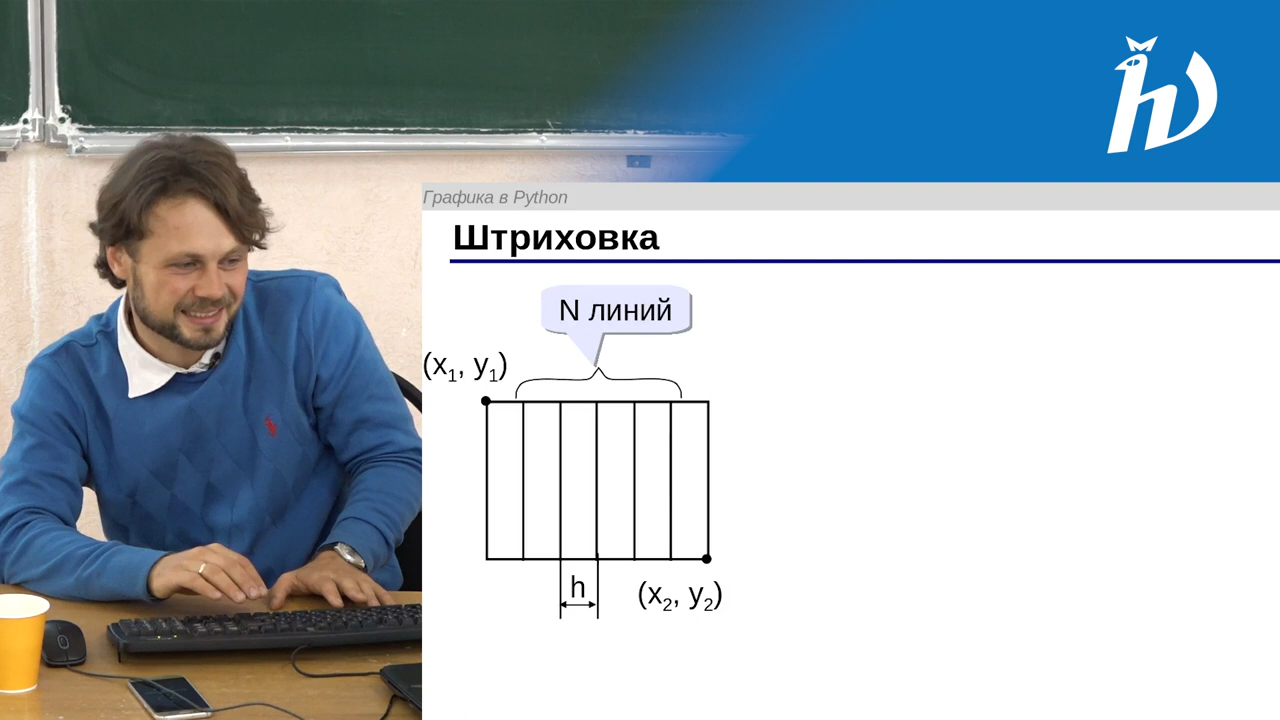 Графика в Python
Штриховка
N линий
(x₁, y₁)
h
(x₂, y₂)